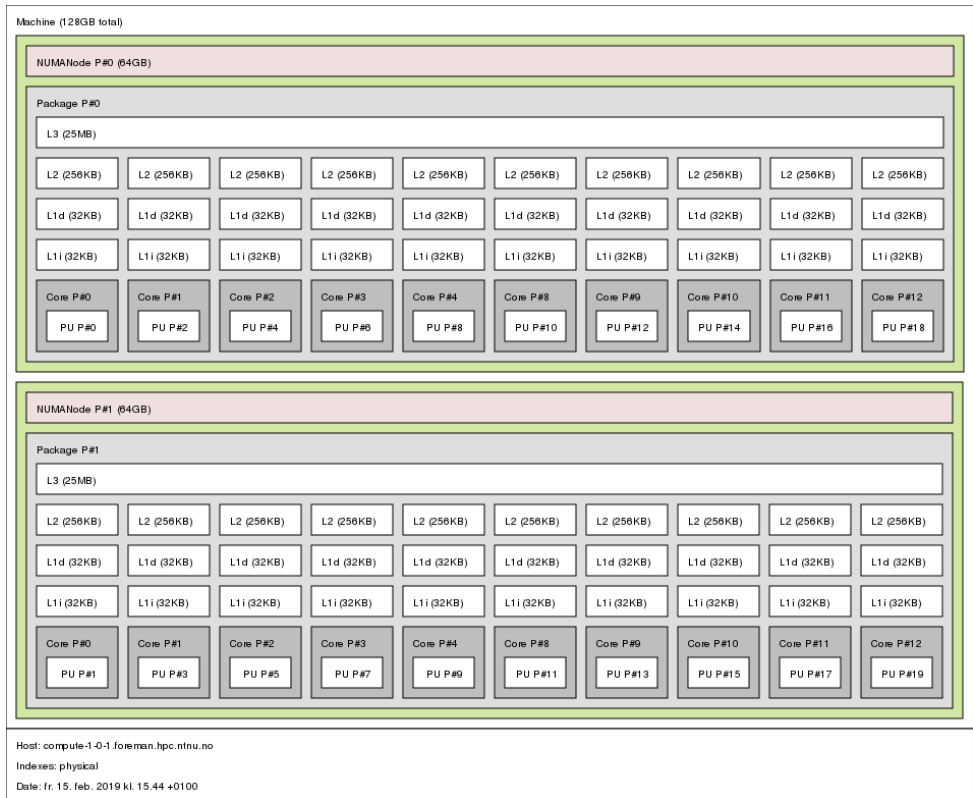 Machine (128GB total)
NUMANode P#0 (64GB)
Package P#0
L3 (25MB)
L2 (256KB) L2 (256KB) L2 (256KB) L2 (256KB) L2 (256KB) L2 (256KB) L2 (256KB) L2 (256KB) L2 (256KB) L2 (256KB)
L1d (32KB) L1d (32KB) L1d (32KB) L1d (32KB) L1d (32KB) L1d (32KB) L1d (32KB) L1d (32KB) L1d (32KB) L1d (32KB)
L1i (32KB) L1i (32KB) L1i (32KB) L1i (32KB) L1i (32KB) L1i (32KB) L1i (32KB) L1i (32KB) L1i (32KB) L1i (32KB)
Core P#0 Core P#1 Core P#2 Core P#3 Core P#4 Core P#8 Core P#9 Core P#10 Core P#11 Core P#12
PU P#0 PU P#2 PU P#4 PU P#6 PU P#8 PU P#10 PU P#12 PU P#14 PU P#16 PU P#18
NUMANode P#1 (64GB)
Package P#1
L3 (25MB)
L2 (256KB) L2 (256KB) L2 (256KB) L2 (256KB) L2 (256KB) L2 (256KB) L2 (256KB) L2 (256KB) L2 (256KB) L2 (256KB)
L1d (32KB) L1d (32KB) L1d (32KB) L1d (32KB) L1d (32KB) L1d (32KB) L1d (32KB) L1d (32KB) L1d (32KB) L1d (32KB)
L1i (32KB) L1i (32KB) L1i (32KB) L1i (32KB) L1i (32KB) L1i (32KB) L1i (32KB) L1i (32KB) L1i (32KB) L1i (32KB)
Core P#0 Core P#1 Core P#2 Core P#3 Core P#4 Core P#8 Core P#9 Core P#10 Core P#11 Core P#12
PU P#1 PU P#3 PU P#5 PU P#7 PU P#9 PU P#11 PU P#13 PU P#15 PU P#17 PU P#19
Host: compute-1-0-1.foreman.hpc.ntnu.no
Indexes: physical
Date: fr. 15. feb. 2019 kl. 15.44 +0100